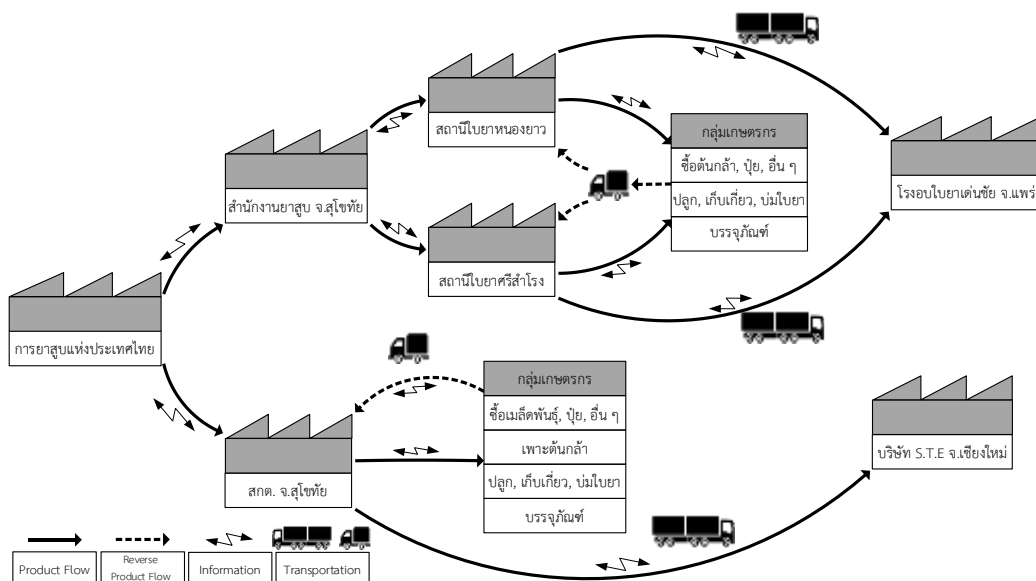 สถานีใบยาหนองยาว
กลุ่มเกษตรกร
ซื้อต้นกล้า, ปุ๋ย, อื่น ๆ
ปลูก, เก็บเกี่ยว, บ่มใบยา
บรรจุภัณฑ์
โรงอบใบยาเด่นชัย จ.แพร่
สำนักงานยาสูบ จ.สุโขทัย
สถานีใบยาศรีสำโรง
การยาสูบแห่งประเทศไทย
กลุ่มเกษตรกร
ซื้อเมล็ดพันธุ์, ปุ๋ย, อื่น ๆ
เพาะต้นกล้า
ปลูก, เก็บเกี่ยว, บ่มใบยา
บรรจุภัณฑ์
บริษัท S.T.E จ.เชียงใหม่
สกต. จ.สุโขทัย
Product Flow
Reverse
Product Flow
Information
Transportation